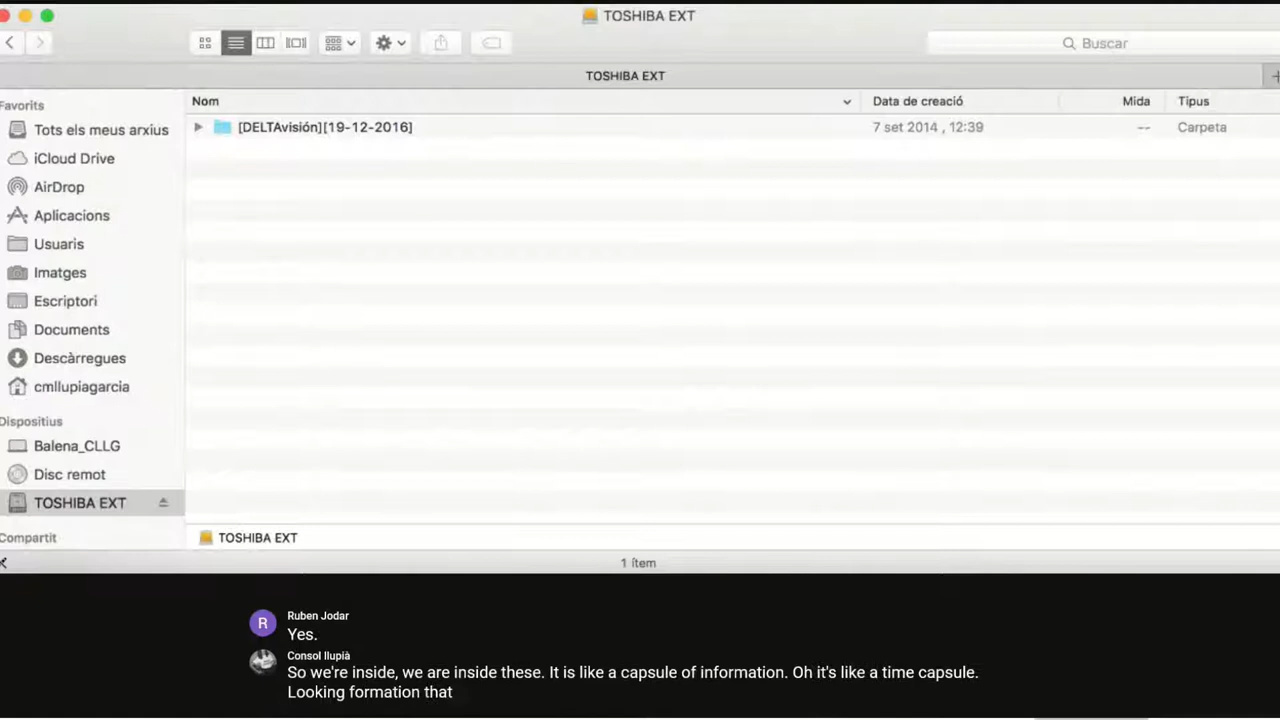 TOSHIBA EXT
Buscar
TOSHIBA EXT
Nom Data de creació Mida Tipus
[DELTAvisión][19-12-2016] 7 set 2014 , 12:39 -- Carpeta
Favorits
Tots els meus arxius
iCloud Drive
AirDrop
Aplicacions
Usuaris
Imatges
Escriptori
Documents
Descàrregues
cmllupiagarcia
Dispositius
Balena_CLLG
Disc remot
TOSHIBA EXT
Compartit
TOSHIBA EXT
1 ítem
R
Ruben Jodar
Yes.
Consol llupià
So we're inside, we are inside these. It is like a capsule of information. Oh it's like a time capsule.
Looking formation that